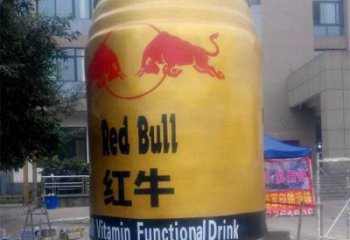 Red Bull
红牛
Vitamin Functional Drink